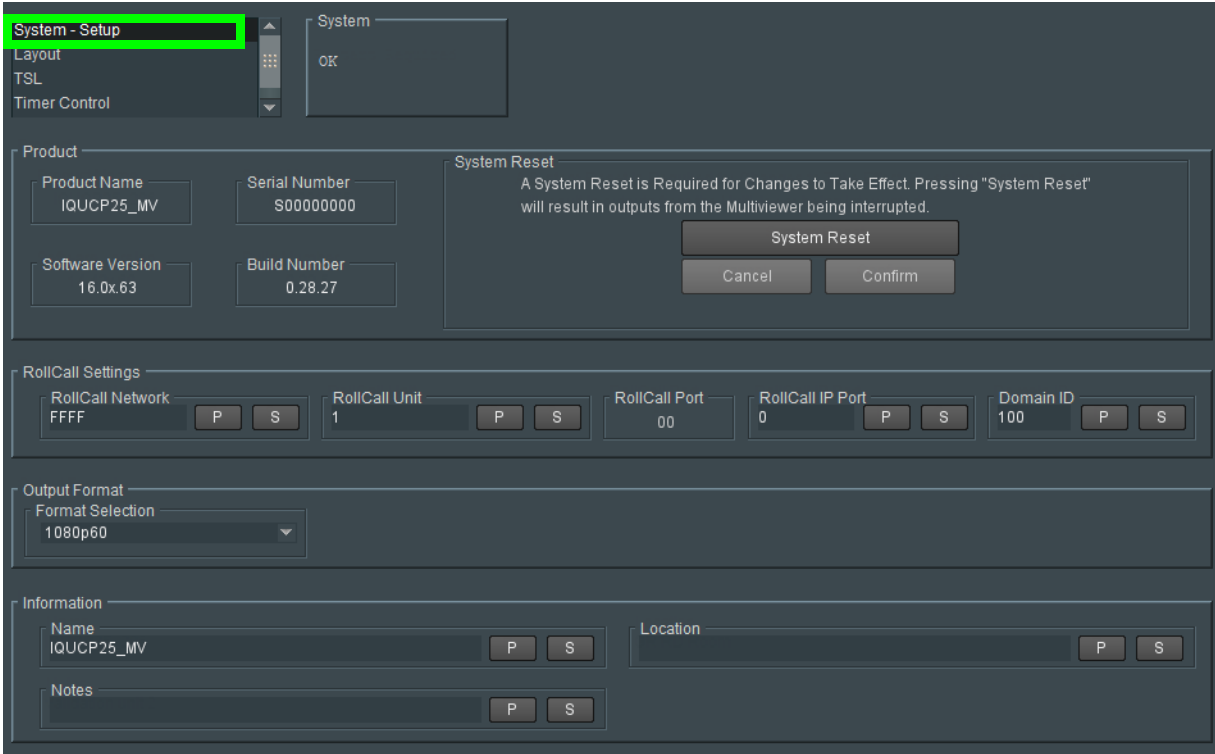 System - Setup
Layout
TSL
Timer Control
System
OK
Product
Product Name
IQUCP25_MV
Serial Number
S00000000
Software Version
16.0x.63
Build Number
0.28.27
System Reset
A System Reset is Required for Changes to Take Effect. Pressing "System Reset"
will result in outputs from the Multiviewer being interrupted.
System Reset
Cancel Confirm
RollCall Settings
RollCall Network
FFFF P S
RollCall Unit
1 P S
RollCall Port
00
RollCall IP Port
0 P S
Domain ID
100 P S
Output Format
Format Selection
1080p60
Information
Name
IQUCP25_MV P S
Location
P S
Notes
P S